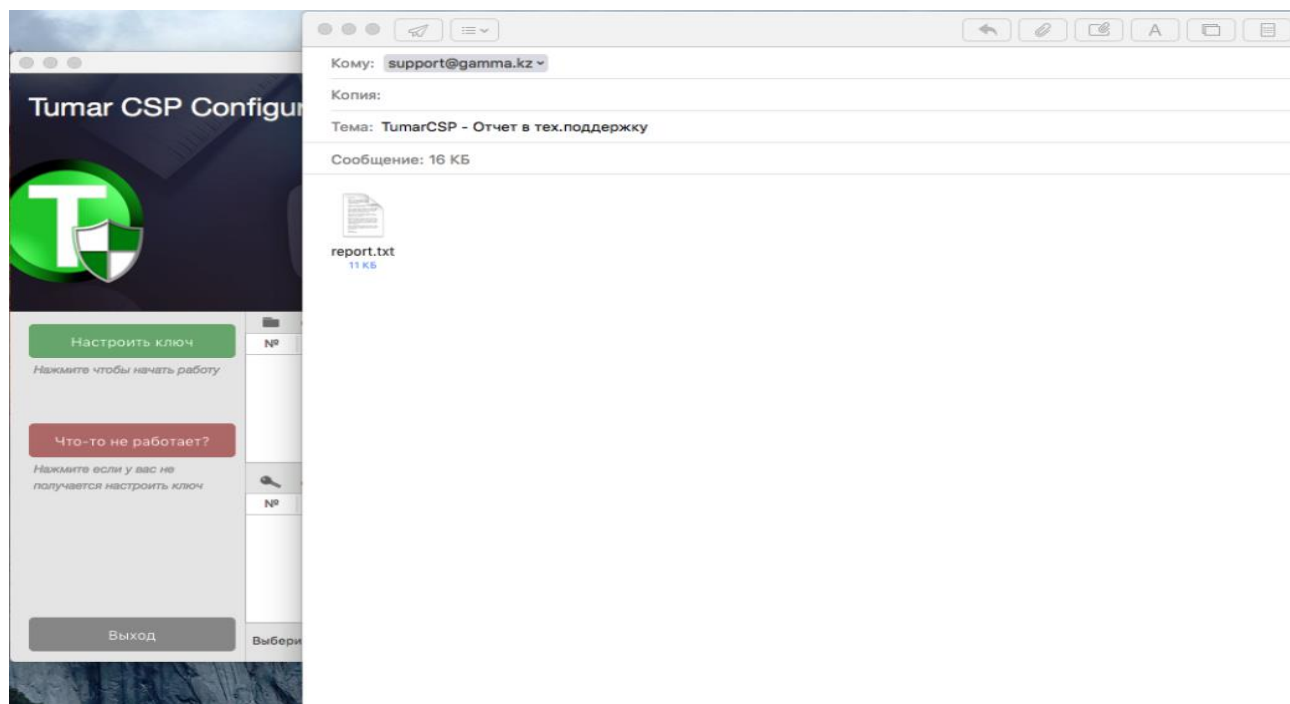 Кому: support@gamma.kz
Копия:
Тема: TumarCSP - Отчет в тех.поддержку
Сообщение: 16 КБ
report.txt
11 КБ
Tumar CSP Configur
T
Настроить ключ
Нажмите чтобы начать работу
Что-то не работает?
Нажмите если у вас не
получается настроить ключ
Выход
№
№
Выбери
A